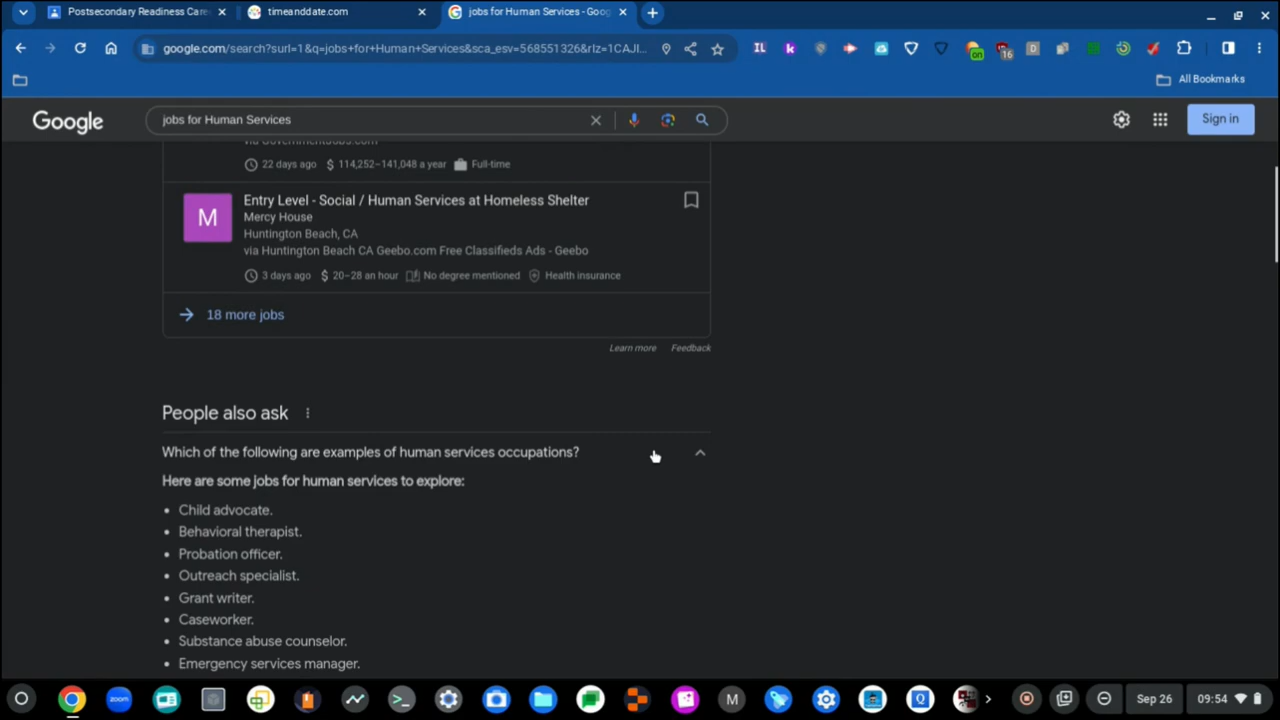 Postsecondary Readiness Care
timeanddate.com
jobs for Human Services - Goog
google.com/search?surl=1&q=jobs+for+Human+Services&sca_esv=568551326&rlz=1CAJI...
IL
k
on
16
D
All Bookmarks
Google
jobs for Human Services
Sign in
22 days ago
114,252–141,048 a year
Full-time
M
Entry Level - Social / Human Services at Homeless Shelter
Mercy House
Huntington Beach, CA
via Huntington Beach CA Geebo.com Free Classifieds Ads - Geebo
3 days ago
$ 20–28 an hour
No degree mentioned
Health insurance
18 more jobs
Learn more
Feedback
People also ask
Which of the following are examples of human services occupations?
Here are some jobs for human services to explore:
• Child advocate.
• Behavioral therapist.
• Probation officer.
• Outreach specialist.
• Grant writer.
• Caseworker.
• Substance abuse counselor.
• Emergency services manager.
zoom
M
Q
Sep 26
09:54